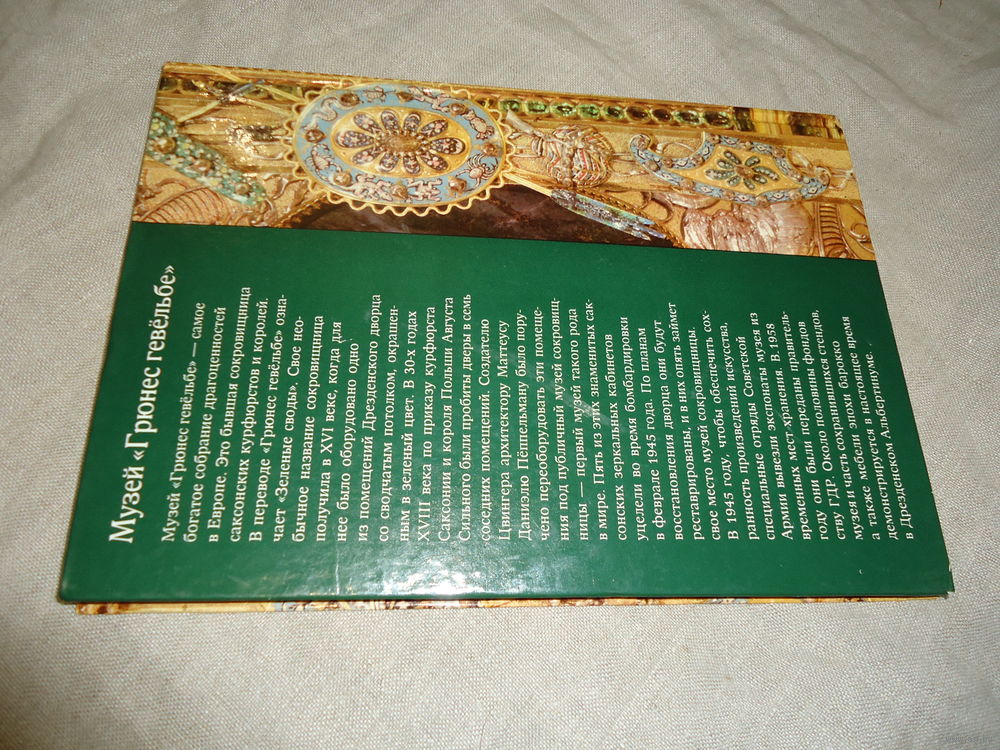 Музей «Грюнес гевёльбе»
Музей «Грюнес гевёльбе» — самое
богатое собрание драгоценностей
в Европе. Это бывшая сокровищница
саксонских курфюрстов и королей.
В переводе «Грюнес гевёльбе» озна-
чает «Зеленые своды». Свое нео-
бычное название сокровищница
получила в XVI веке, когда для
нее было оборудовано одно
из помещений Дрезденского дворца
со сводчатым потолком, окрашен-
ным в зеленый цвет. В 30-х годах
XVIII века по приказу курфюрста
Саксонии и короля Польши Августа
Сильного были пробиты дверы в семь
соседних помещений. Создателю
Цвингера архитектору Маттеусу
Даниэлю Пёппельману было пору-
чено переоборудовать эти помеще-
ния под публичный музей сокровищ-
ницы — первый музей такого рода
в мире. Пять из этих знаменитых сак-
сонских зеркальных кабинетов
уцелели во время бомбардировки
в феврале 1945 года. По планам
восстановления дворца они будут
реставрированы, и в них опять займет
свое место музей сокровищницы.
В 1945 году, чтобы обеспечить сох-
ранность произведений искусства,
специальные отряды Советской
Армии вывезли экспонаты музея из
временных мест хранения. В 1958
году они были переданы правитель-
ству ГДР. Около половины фондов
музея и часть сохранившихся стендов,
а также мебели эпохи барокко
демонстрируется в настоящее время
в Дрезденском Альбертинуме.